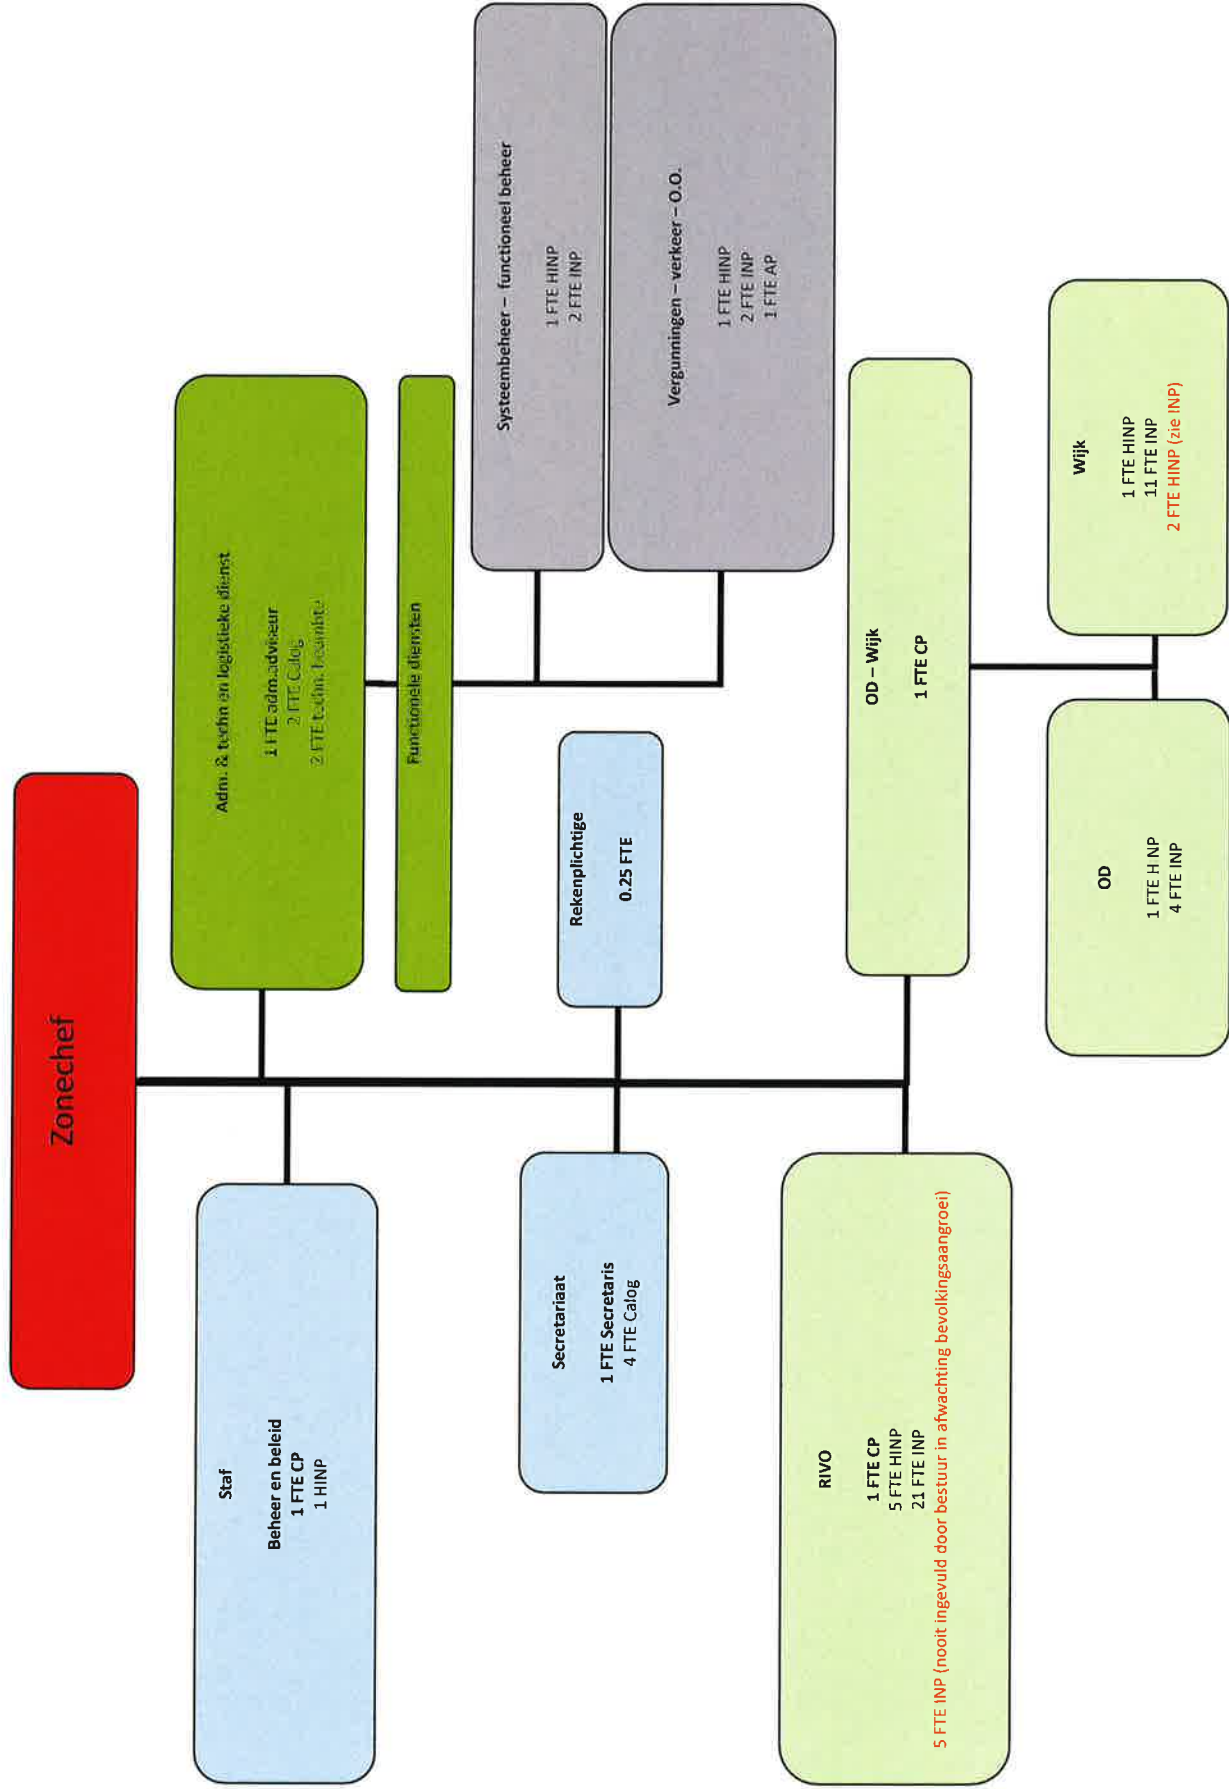 Zonechef
Staf
Beheer en beleid
1 FTE CP
1 HINP
Adm. & techn en logistieke dienst
1 FTE adm.adviseur
2 FTE Calog
2 FTE techn. beambte
Functionele diensten
Systeembeheer – functioneel beheer
1 FTE HINP
2 FTE INP
Vergunningen – verkeer – O.O.
1 FTE HINP
2 FTE INP
1 FTE AP
Secretariaat
1 FTE Secretaris
4 FTE Calog
Rekenplichtige
0.25 FTE
RIVO
1 FTE CP
5 FTE HINP
21 FTE INP
5 FTE INP (nooit ingevuld door bestuur in afwachting bevolkingsaangroei)
OD – Wijk
1 FTE CP
OD
1 FTE H NP
4 FTE INP
Wijk
1 FTE HINP
11 FTE INP
2 FTE HINP (zie INP)